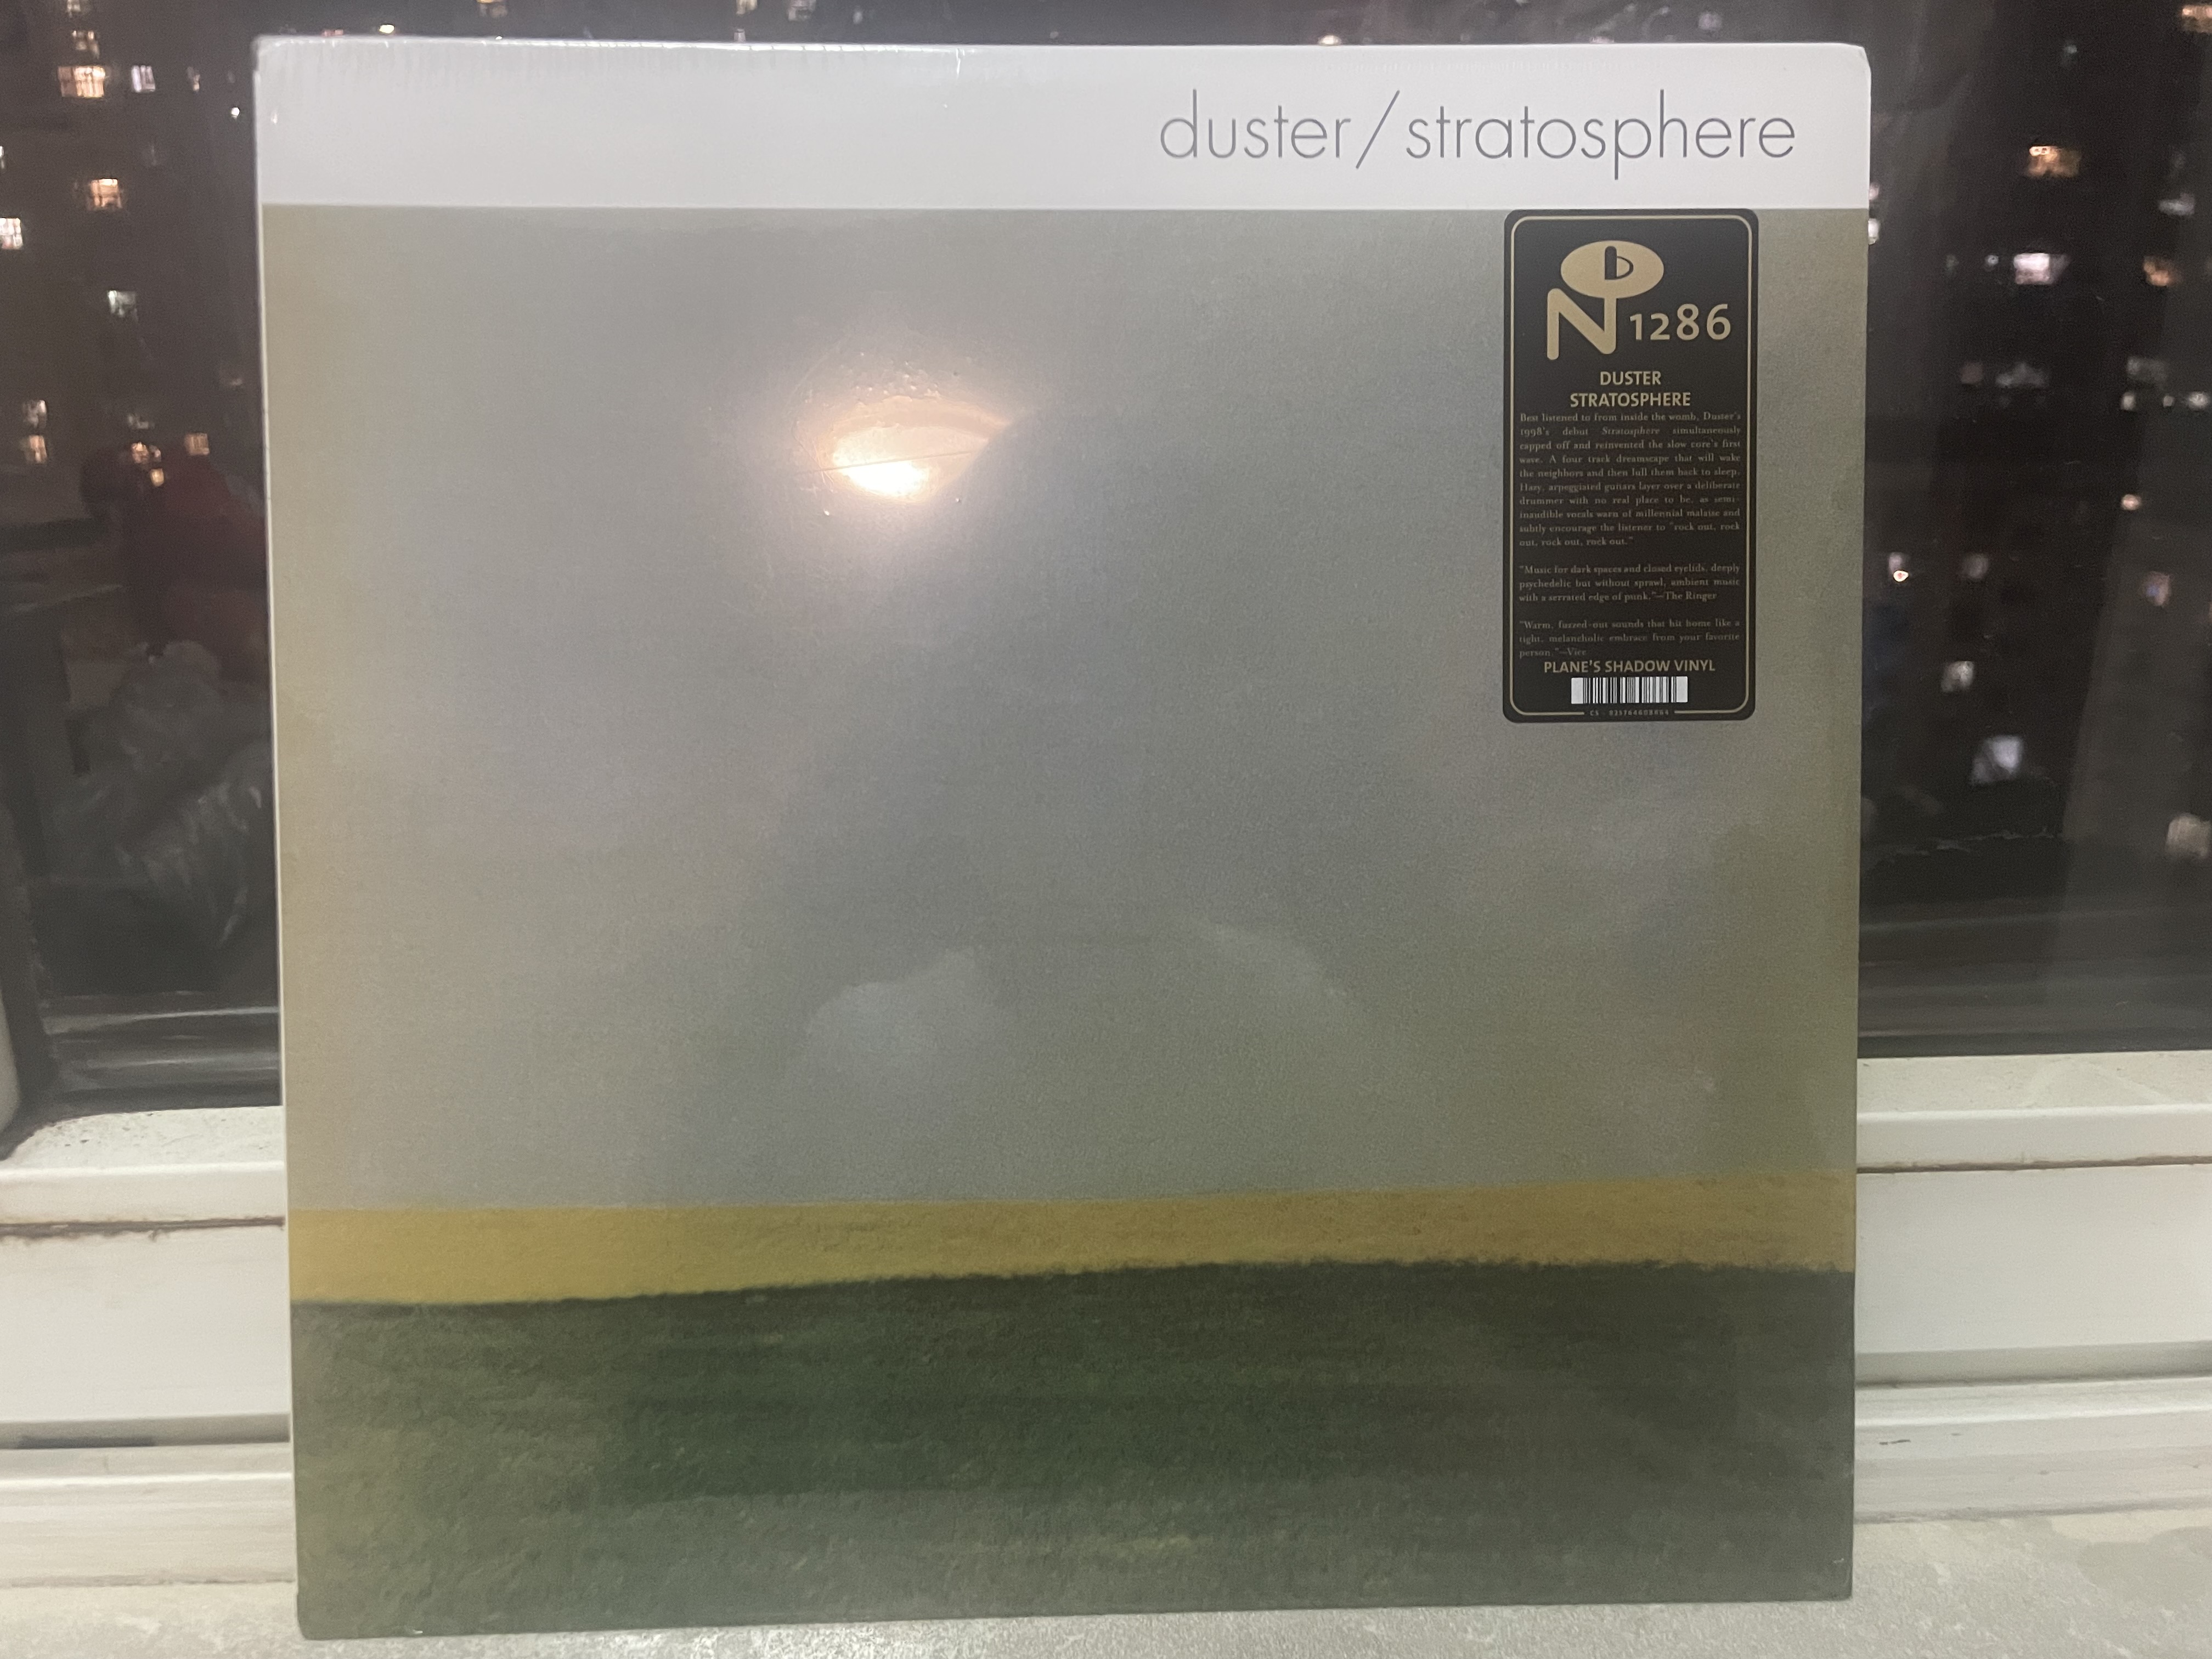 duster/stratosphere
N 1286
DUSTER
STRATOSPHERE
Best listened to from inside the womb, Duster's
1998's debut Stratosphere simultaneously
capped off and reinvented the slow core's first
wave. A four track dreamscape that will wake
the neighbors and then lull them back to sleep.
Hazy, arpeggiated guitars layer over a deliberate
drummer with no real place to be, as semi-
inaudible vocals warn of millennial malaise and
subtly encourage the listener to "rock out, rock
out, rock out, rock out."
"Music for dark spaces and closed eyelids, deeply
psychedelic but without sprawl, ambient music
with a serrated edge of punk."—The Ringer
"Warm, fuzzed-out sounds that hit home like a
tight, melancholic embrace from your favorite
person."—Vice
PLANE'S SHADOW VINYL